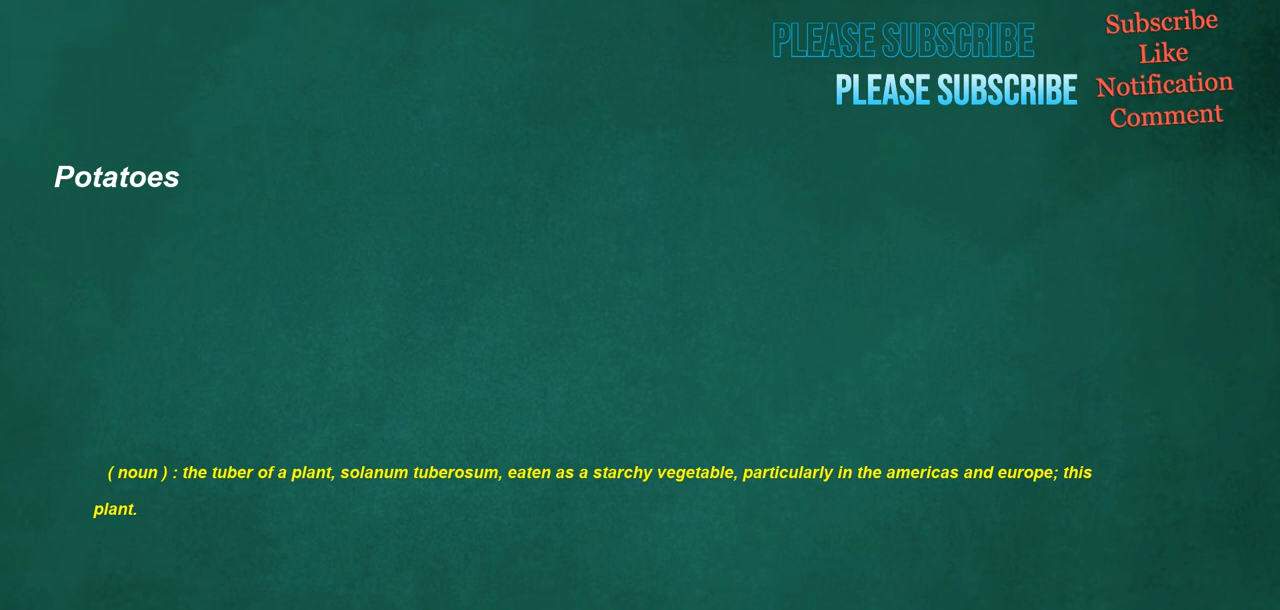 PLEASE SUBSCRIBE
PLEASE SUBSCRIBE
Subscribe
Like
Notification
Comment
Potatoes
( noun ) : the tuber of a plant, solanum tuberosum, eaten as a starchy vegetable, particularly in the americas and europe; this
plant.